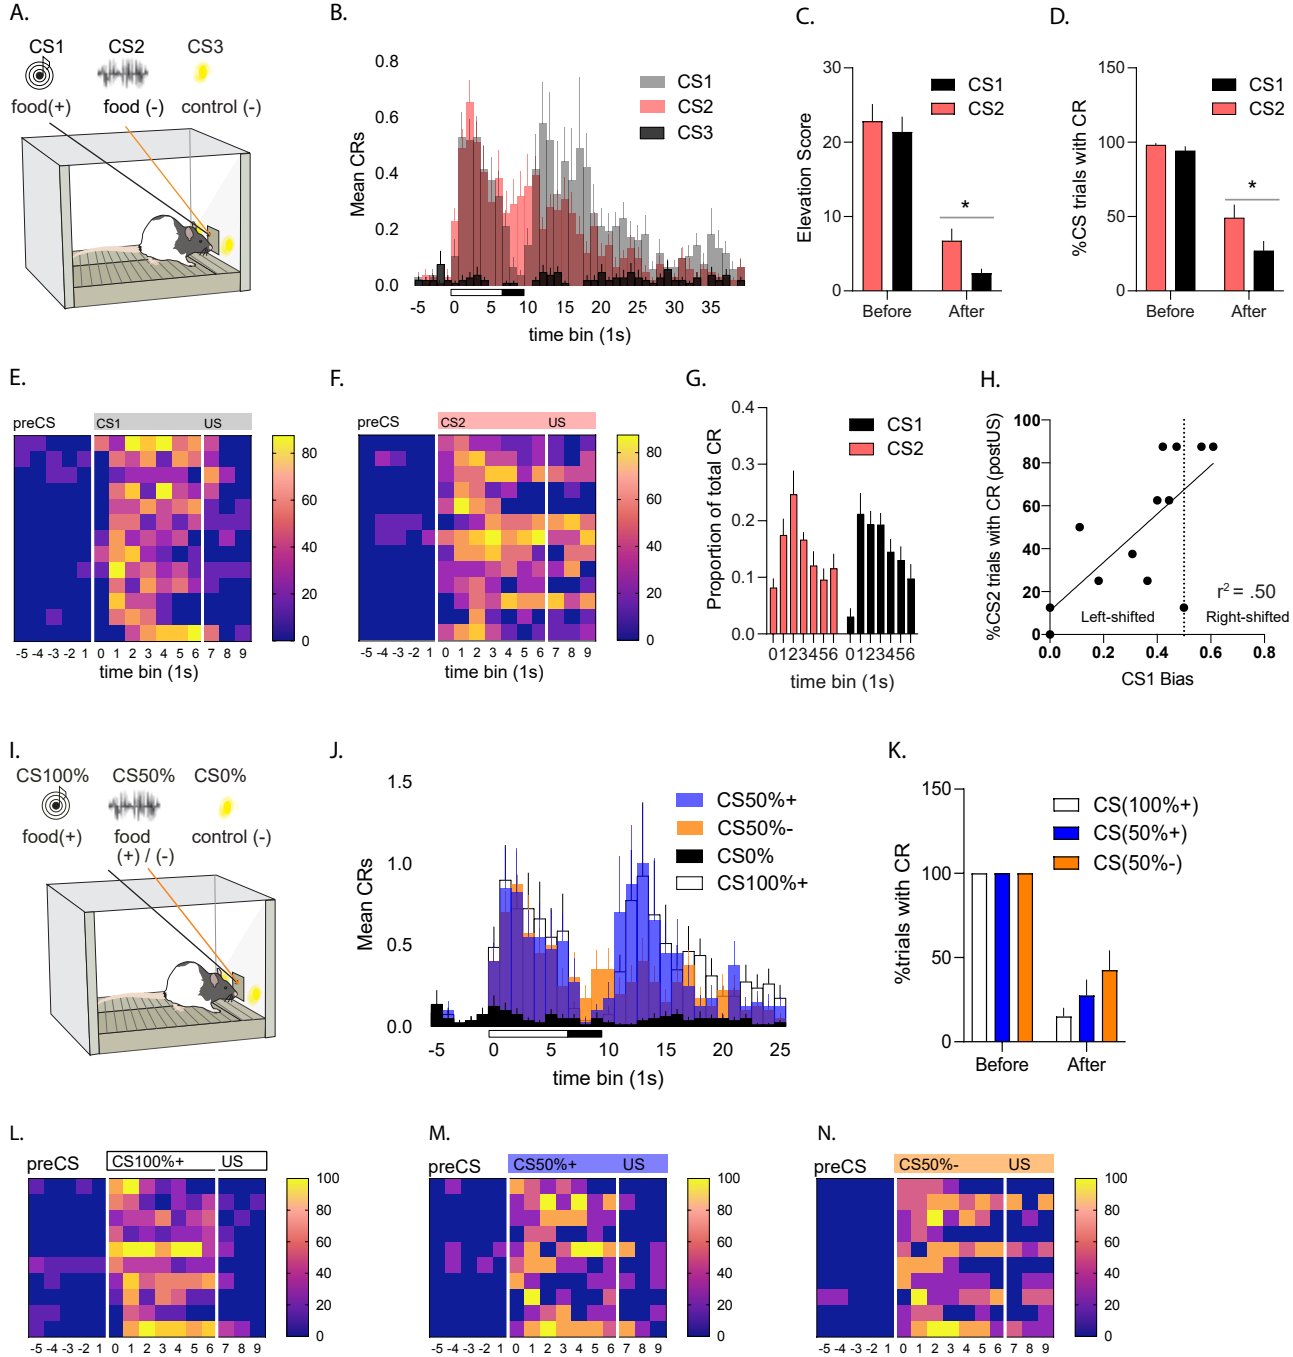 A.
CS1 CS2 CS3
food(+) food (-) control (-)
B.
0.8
0.6
0.4
0.2
0.0
Mean CRs
CS1
CS2
CS3
-5 0 5 10 15 20 25 30 35
time bin (1s)
C.
30
20
10
0
Elevation Score
CS1
CS2
*
Before After
D.
150
100
50
0
%CS trials with CR
CS1
CS2
*
Before After
E.
preCS CS1 US
80
60
40
20
0
-5 -4 -3 -2 1 0 1 2 3 4 5 6 7 8 9
time bin (1s)
F.
preCS CS2 US
80
60
40
20
0
-5 -4 -3 -2 1 0 1 2 3 4 5 6 7 8 9
time bin (1s)
G.
0.4
0.3
0.2
0.1
0.0
Proportion of total CR
CS1
CS2
0123456 0123456
time bin (1s)
H.
100
80
60
40
20
0
%CS2 trials with CR (postUS)
r² = .50
Left-shifted Right-shifted
0.0 0.2 0.4 0.6 0.8
CS1 Bias
I.
CS100% CS50% CS0%
food(+) food control (-)
(+) / (-)
J.
1.5
1.0
0.5
0.0
Mean CRs
CS50%+
CS50%-
CS0%
CS100%+
-5 0 5 10 15 20 25
time bin (1s)
K.
150
100
50
0
%trials with CR
CS(100%+)
CS(50%+)
CS(50%-)
Before After
L.
preCS CS100%+ US
100
80
60
40
20
0
-5 -4 -3 -2 1 0 1 2 3 4 5 6 7 8 9
M.
preCS CS50%+ US
100
80
60
40
20
0
-5 -4 -3 -2 1 0 1 2 3 4 5 6 7 8 9
N.
preCS CS50%- US
100
80
60
40
20
0
-5 -4 -3 -2 1 0 1 2 3 4 5 6 7 8 9